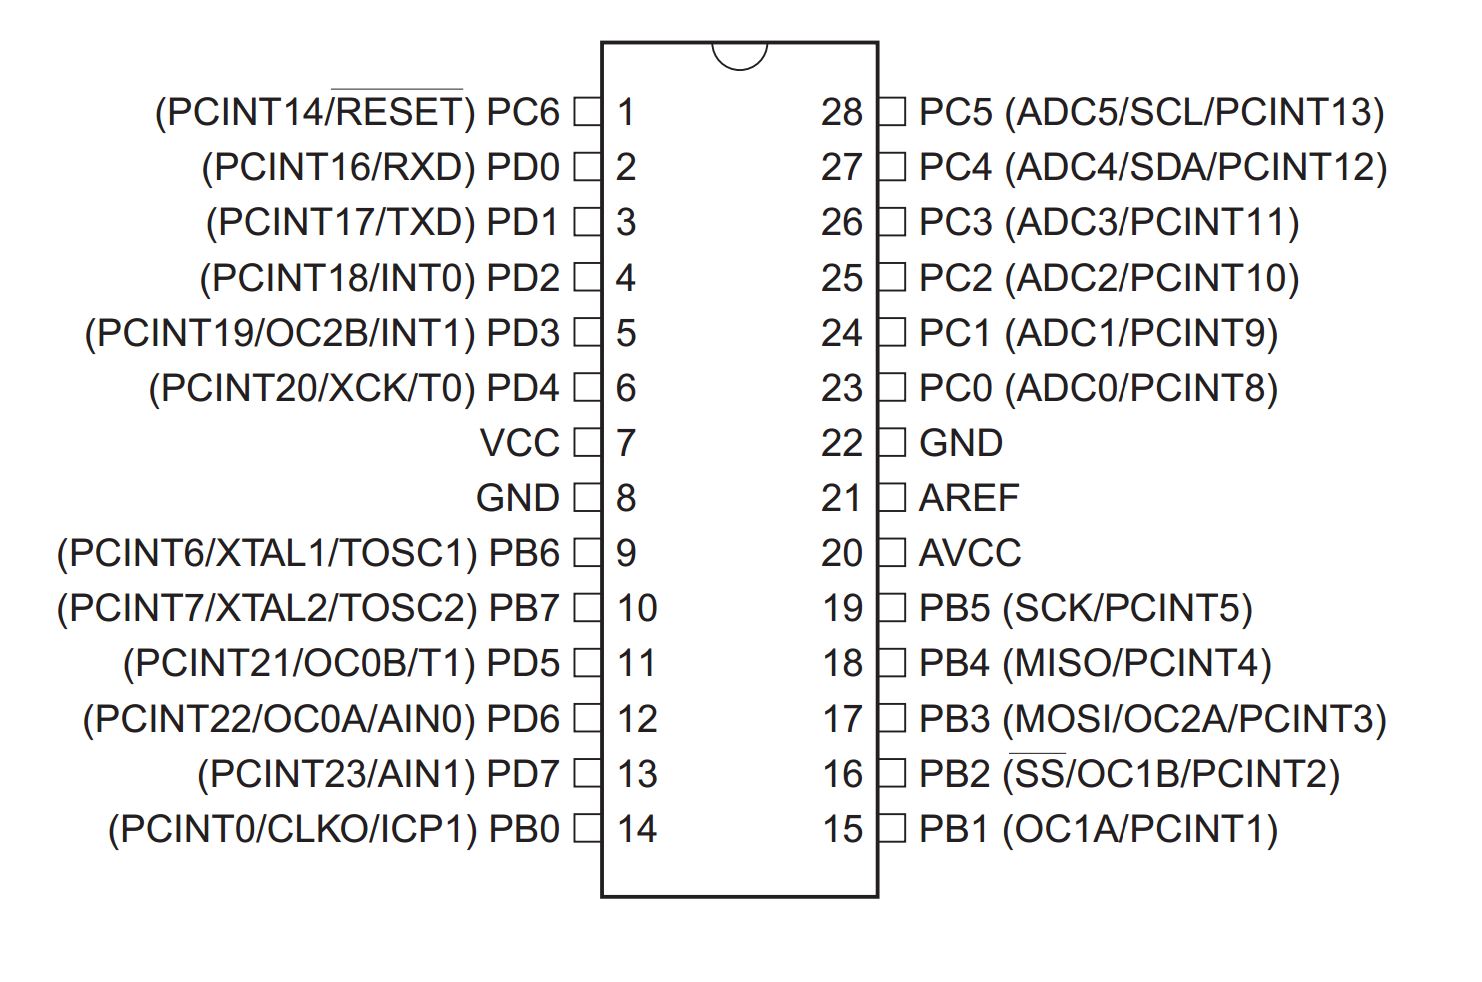 (PCINT14/RESET) PC6 1 28 PC5 (ADC5/SCL/PCINT13)
(PCINT16/RXD) PD0 2 27 PC4 (ADC4/SDA/PCINT12)
(PCINT17/TXD) PD1 3 26 PC3 (ADC3/PCINT11)
(PCINT18/INT0) PD2 4 25 PC2 (ADC2/PCINT10)
(PCINT19/OC2B/INT1) PD3 5 24 PC1 (ADC1/PCINT9)
(PCINT20/XCK/T0) PD4 6 23 PC0 (ADC0/PCINT8)
VCC 7 22 GND
GND 8 21 AREF
(PCINT6/XTAL1/TOSC1) PB6 9 20 AVCC
(PCINT7/XTAL2/TOSC2) PB7 10 19 PB5 (SCK/PCINT5)
(PCINT21/OC0B/T1) PD5 11 18 PB4 (MISO/PCINT4)
(PCINT22/OC0A/AIN0) PD6 12 17 PB3 (MOSI/OC2A/PCINT3)
(PCINT23/AIN1) PD7 13 16 PB2 (SS/OC1B/PCINT2)
(PCINT0/CLKO/ICP1) PB0 14 15 PB1 (OC1A/PCINT1)